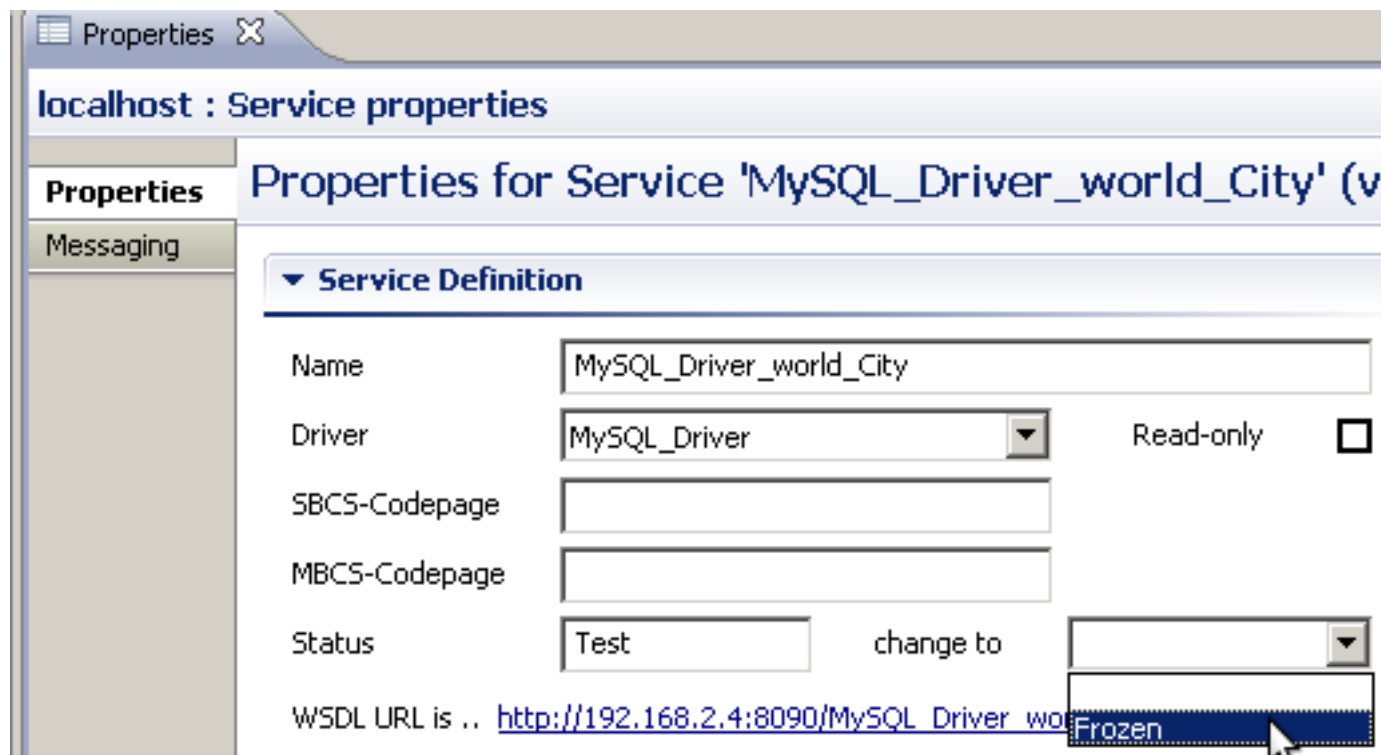 Properties
localhost : Service properties
Properties
Properties for Service 'MySQL_Driver_world_City' (v
Messaging
Service Definition
Name MySQL_Driver_world_City
Driver MySQL_Driver Read-only
SBCS-Codepage
MBCS-Codepage
Status Test change to
WSDL URL is .. http://192.168.2.4:8090/MySQL_Driver_wo
Frozen